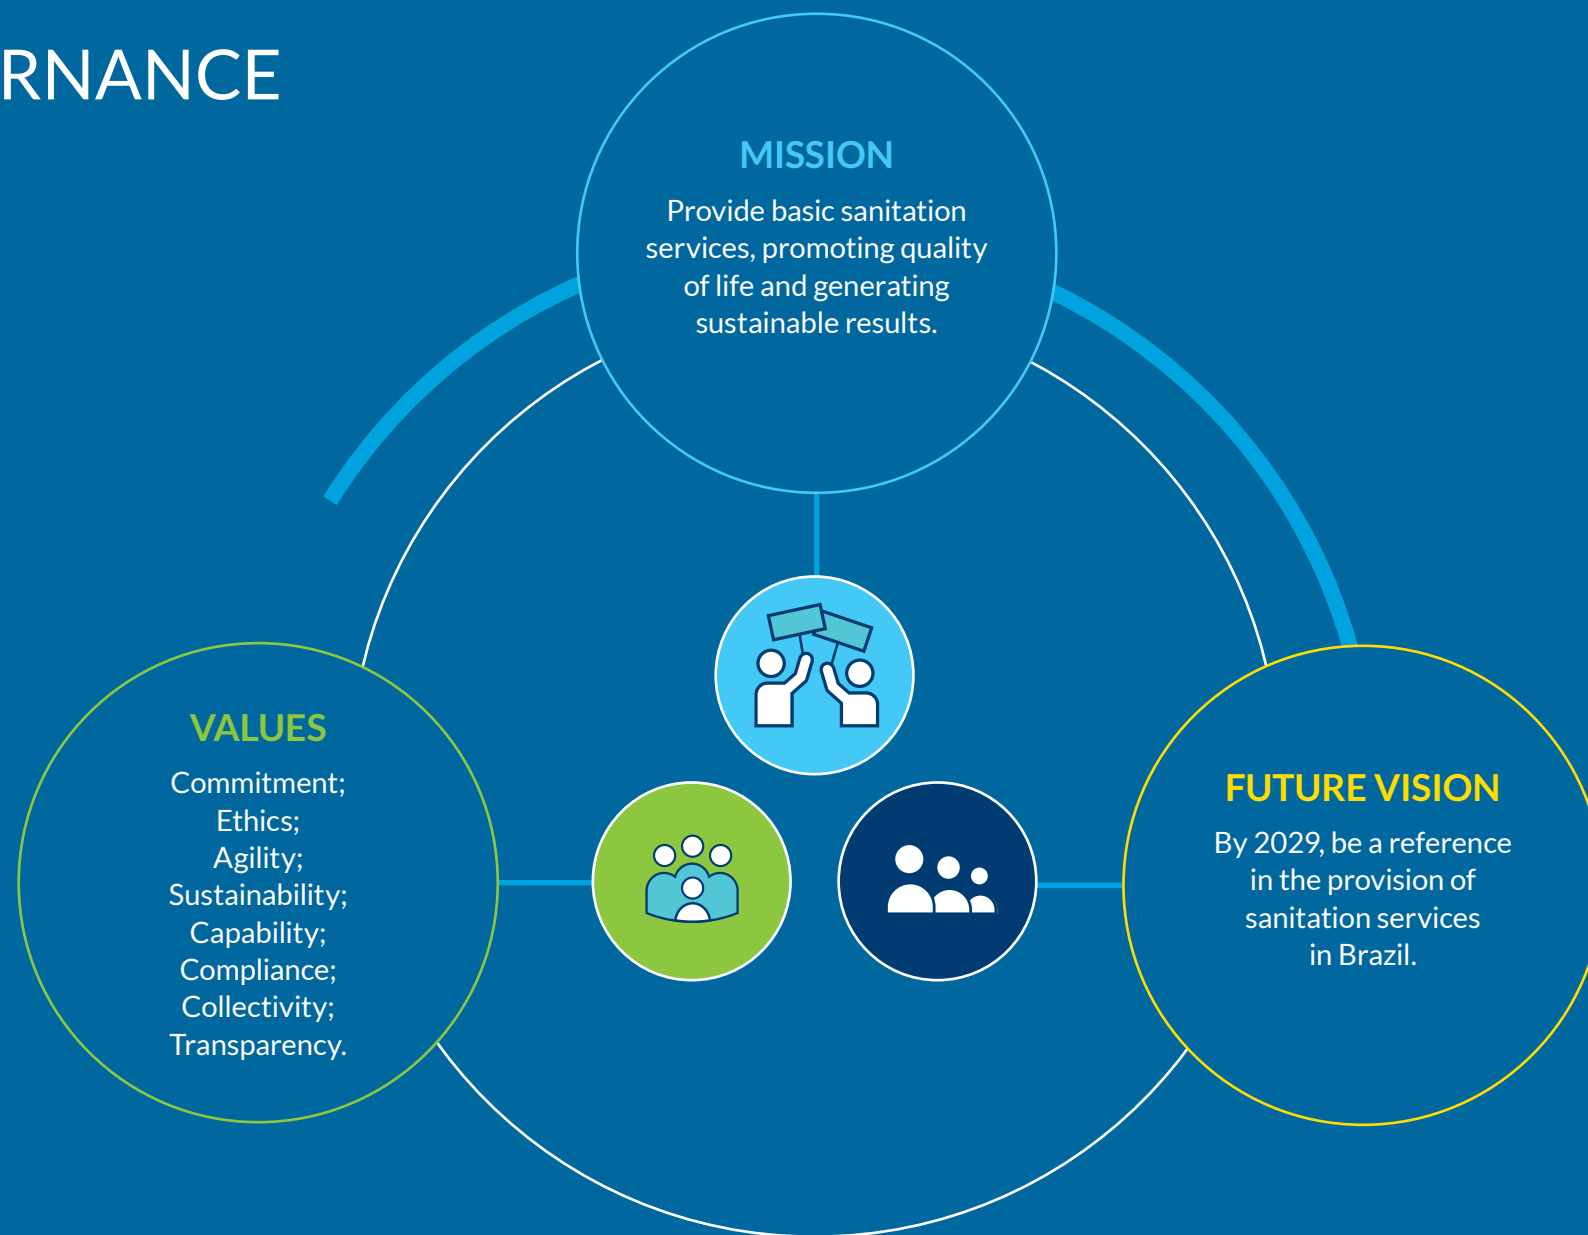 RNANCE
MISSION
Provide basic sanitation
services, promoting quality
of life and generating
sustainable results.
VALUES
Commitment;
Ethics;
Agility;
Sustainability;
Capability;
Compliance;
Collectivity;
Transparency.
FUTURE VISION
By 2029, be a reference
in the provision of
sanitation services
in Brazil.